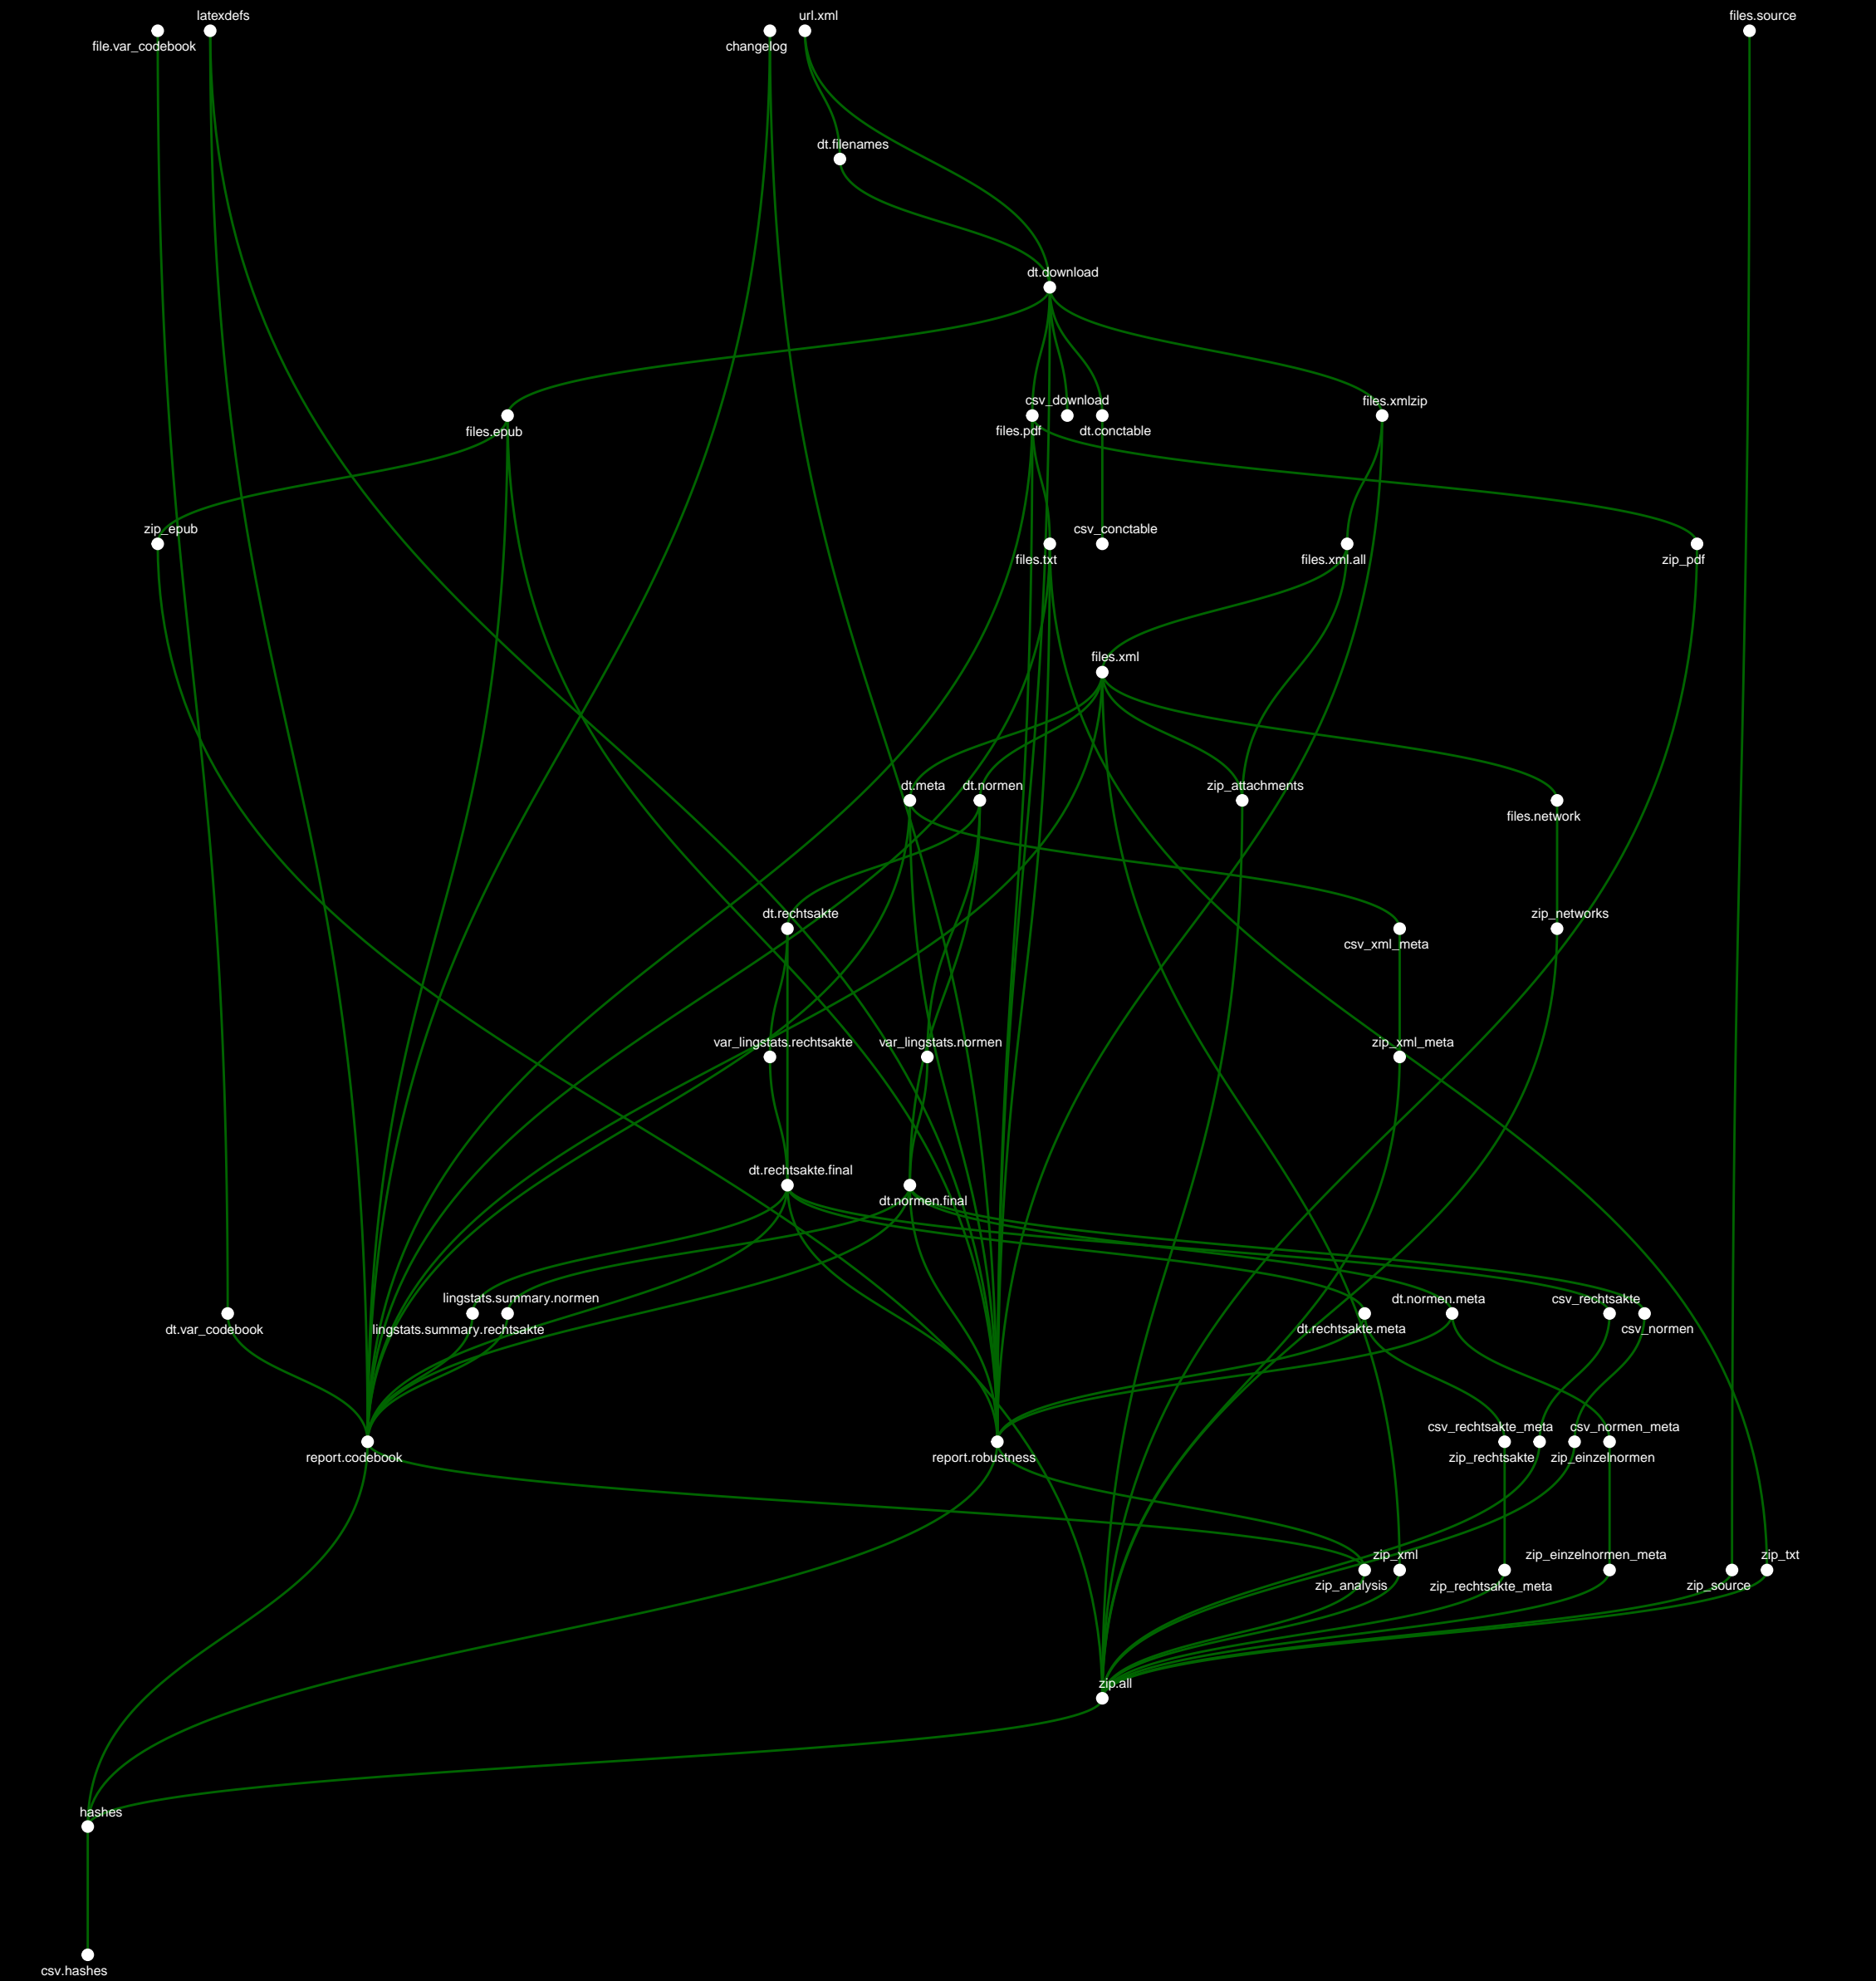 latexdefs
url.xml
files.source
file.var_codebook
changelog
dt.filenames
dt.download
csv_download
files.xmlzip
files.epub
files.pdf
dt.conctable
zip_epub
csv_conctable
files.txt
files.xml.all
zip_pdf
files.xml
dt.meta
dt.normen
zip_attachments
files.network
dt.rechtsakte
zip_networks
csv_xml_meta
var_lingstats.rechtsakte
var_lingstats.normen
zip_xml_meta
dt.rechtsakte.final
dt.normen.final
lingstats.summary.normen
dt.normen.meta
csv_rechtsakte
dt.var_codebook
lingstats.summary.rechtsakte
dt.rechtsakte.meta
csv_normen
csv_rechtsakte_meta
csv_normen_meta
report.codebook
report.robustness
zip_rechtsakte
zip_einzelnormen
zip_xml
zip_einzelnormen_meta
zip_txt
zip_analysis
zip_rechtsakte_meta
zip_source
zip.all
hashes
csv.hashes